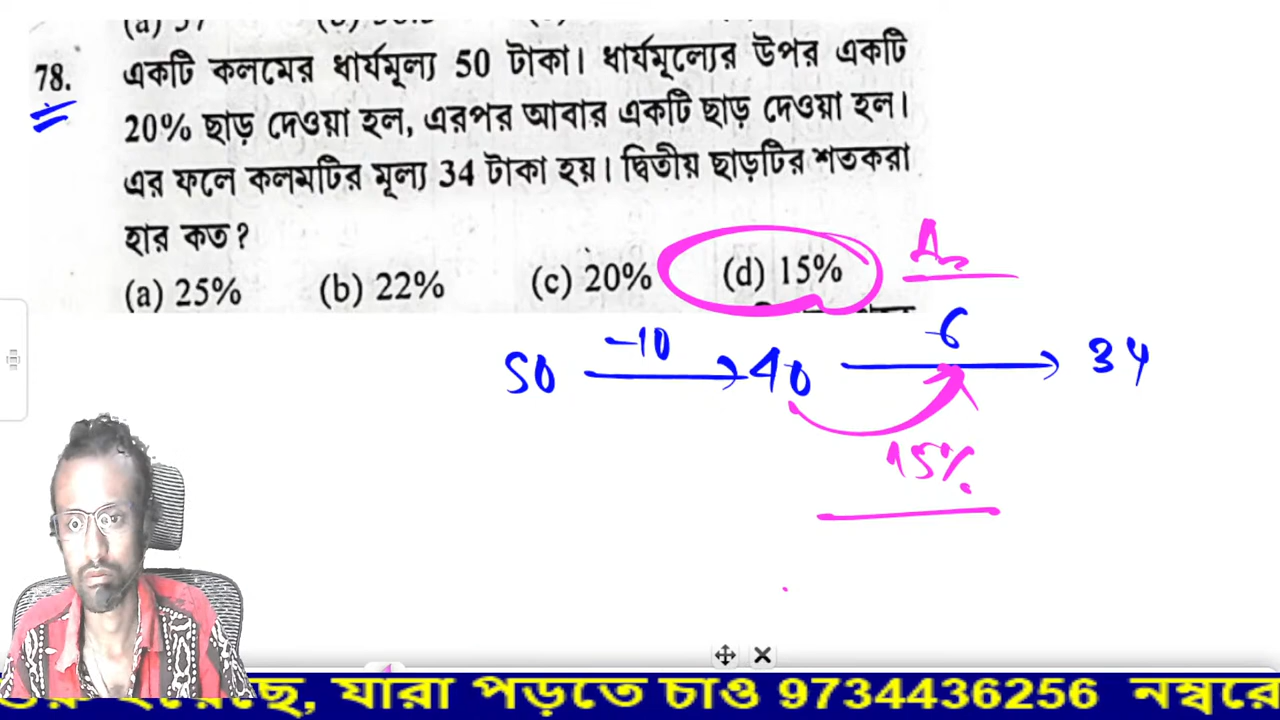 78. একটি কলমের ধার্যমূল্য 50 টাকা। ধার্যমূল্যের উপর একটি
20% ছাড় দেওয়া হল, এরপর আবার একটি ছাড় দেওয়া হল।
এর ফলে কলমটির মূল্য 34 টাকা হয়। দ্বিতীয় ছাড়টির শতকরা
হার কত?
(a) 25% (b) 22% (c) 20% (d) 15%
50 -10 40 6 34
15%
হয়েছে, যারা পড়তে চাও 9734436256 নম্বরে